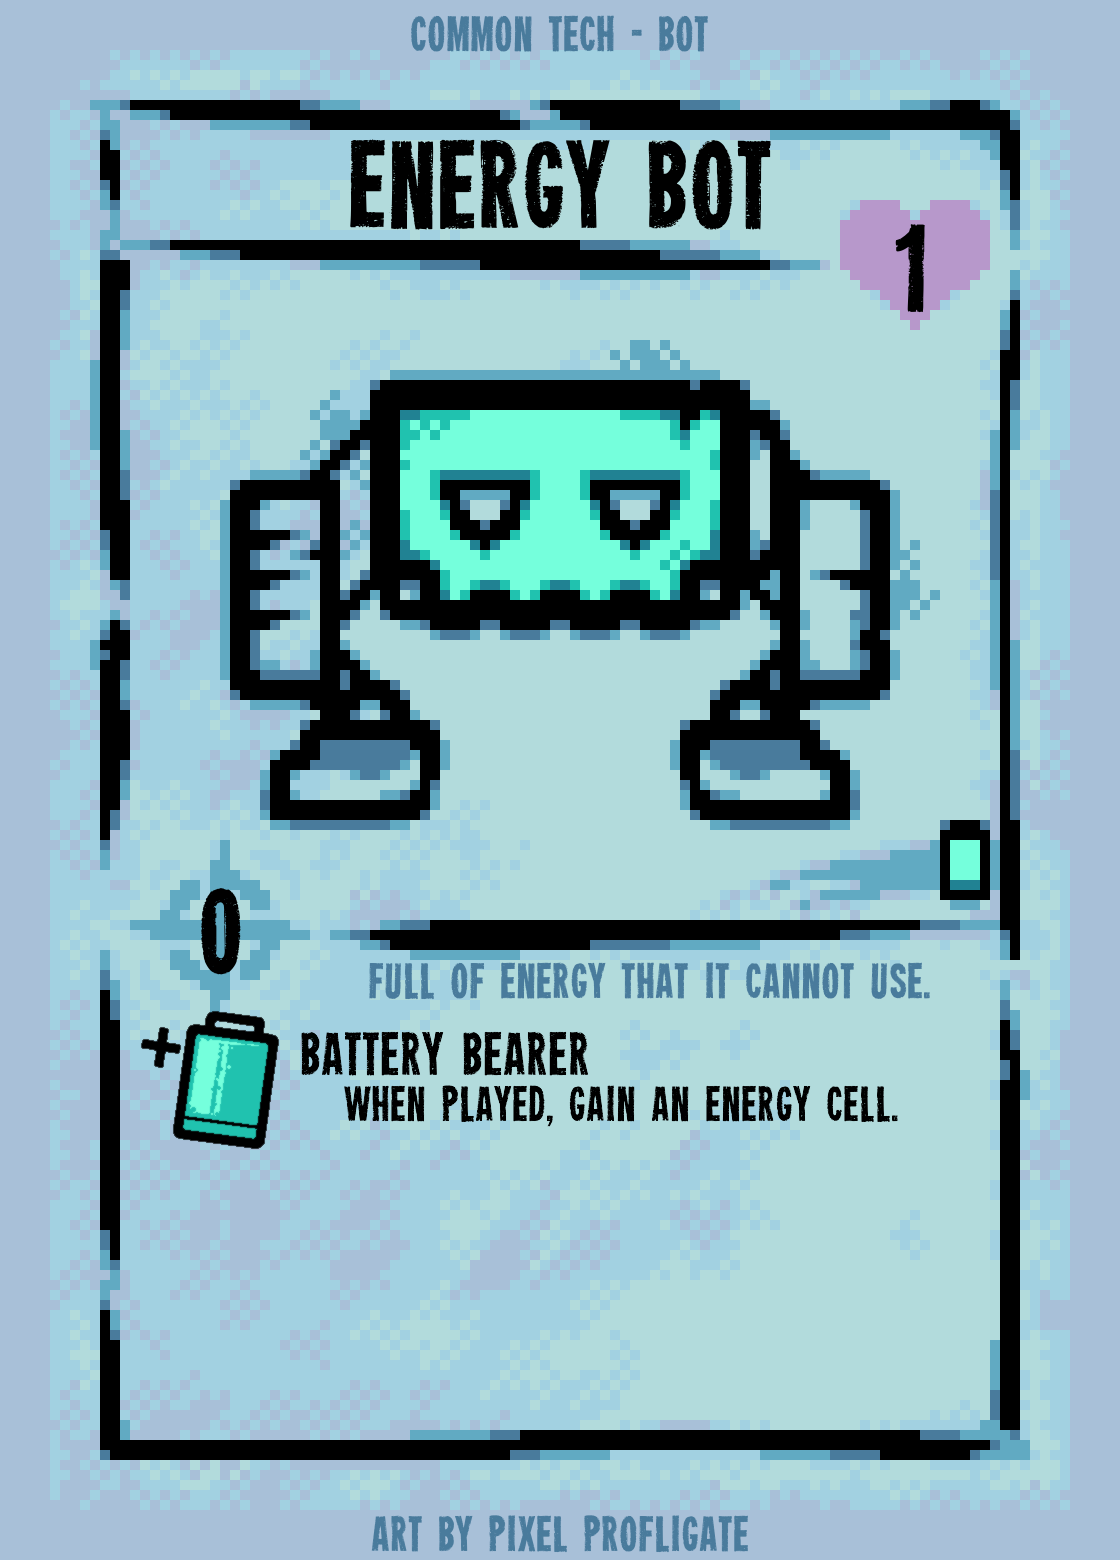 COMMON TECH - BOT
ENERGY BOT
1
0
FULL OF ENERGY THAT IT CANNOT USE.
+
BATTERY BEARER
WHEN PLAYED, GAIN AN ENERGY CELL.
ART BY PIXEL PROFLIGATE